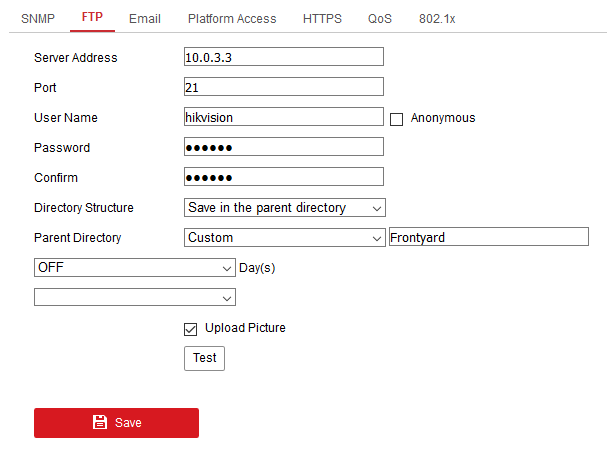 SNMP FTP Email Platform Access HTTPS QoS 802.1x
Server Address 10.0.3.3
Port 21
User Name hikvision Anonymous
Password ●●●●●●
Confirm ●●●●●●
Directory Structure Save in the parent directory
Parent Directory Custom Frontyard
OFF Day(s)
Upload Picture
Test
Save